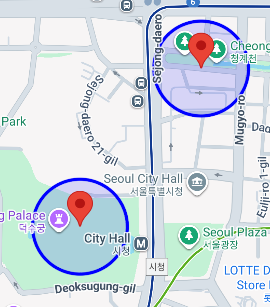 6
Sejong-daero
Cheong
청계천
Mugyo-ro
Sejong-
daero 21-gil
Park
Seoul City Hall
서울특별시청
Eulji-ro 1-gil
g Palace
덕수궁
City Hall
시청
M
시청
Seoul Plaza
서울광장
LOTTE D
Store
Deoksugung-gil